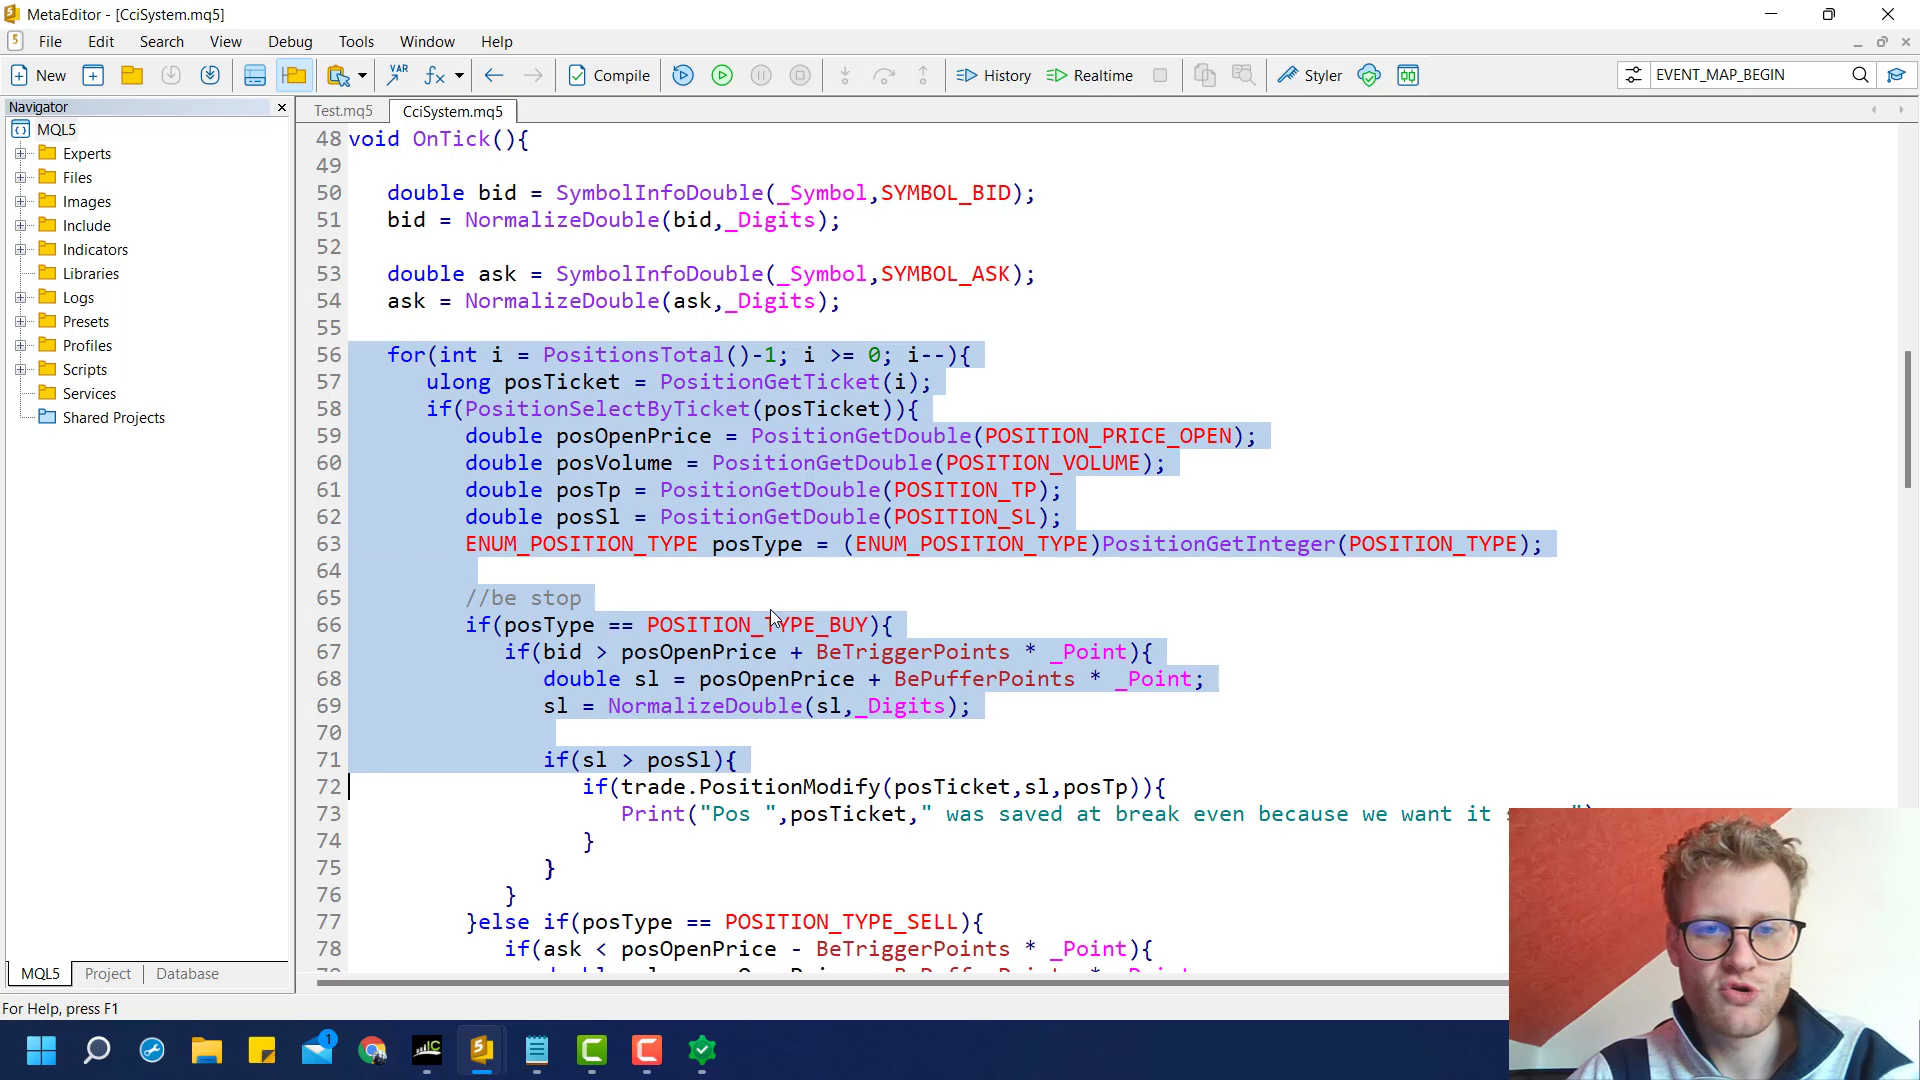 MetaEditor - [CciSystem.mq5]
File Edit Search View Debug Tools Window Help
New VAR fx Compile History Realtime Styler EVENT_MAP_BEGIN
Navigator
MQL5
Experts
Files
Images
Include
Indicators
Libraries
Logs
Presets
Profiles
Scripts
Services
Shared Projects
MQL5 Project Database
Test.mq5 CciSystem.mq5
48 void OnTick(){
49
50 double bid = SymbolInfoDouble(_Symbol,SYMBOL_BID);
51 bid = NormalizeDouble(bid,_Digits);
52
53 double ask = SymbolInfoDouble(_Symbol,SYMBOL_ASK);
54 ask = NormalizeDouble(ask,_Digits);
55
56 for(int i = PositionsTotal()-1; i >= 0; i--){
57 ulong posTicket = PositionGetTicket(i);
58 if(PositionSelectByTicket(posTicket)){
59 double posOpenPrice = PositionGetDouble(POSITION_PRICE_OPEN);
60 double posVolume = PositionGetDouble(POSITION_VOLUME);
61 double posTp = PositionGetDouble(POSITION_TP);
62 double posSl = PositionGetDouble(POSITION_SL);
63 ENUM_POSITION_TYPE posType = (ENUM_POSITION_TYPE)PositionGetInteger(POSITION_TYPE);
64
65 //be stop
66 if(posType == POSITION_TYPE_BUY){
67 if(bid > posOpenPrice + BeTriggerPoints * _Point){
68 double sl = posOpenPrice + BePufferPoints * _Point;
69 sl = NormalizeDouble(sl,_Digits);
70
71 if(sl > posSl){
72 if(trade.PositionModify(posTicket,sl,posTp)){
73 Print("Pos ",posTicket," was saved at break even because we want it
74 }
75 }
76 }
77 }else if(posType == POSITION_TYPE_SELL){
78 if(ask < posOpenPrice - BeTriggerPoints * _Point){
For Help, press F1
1
IC